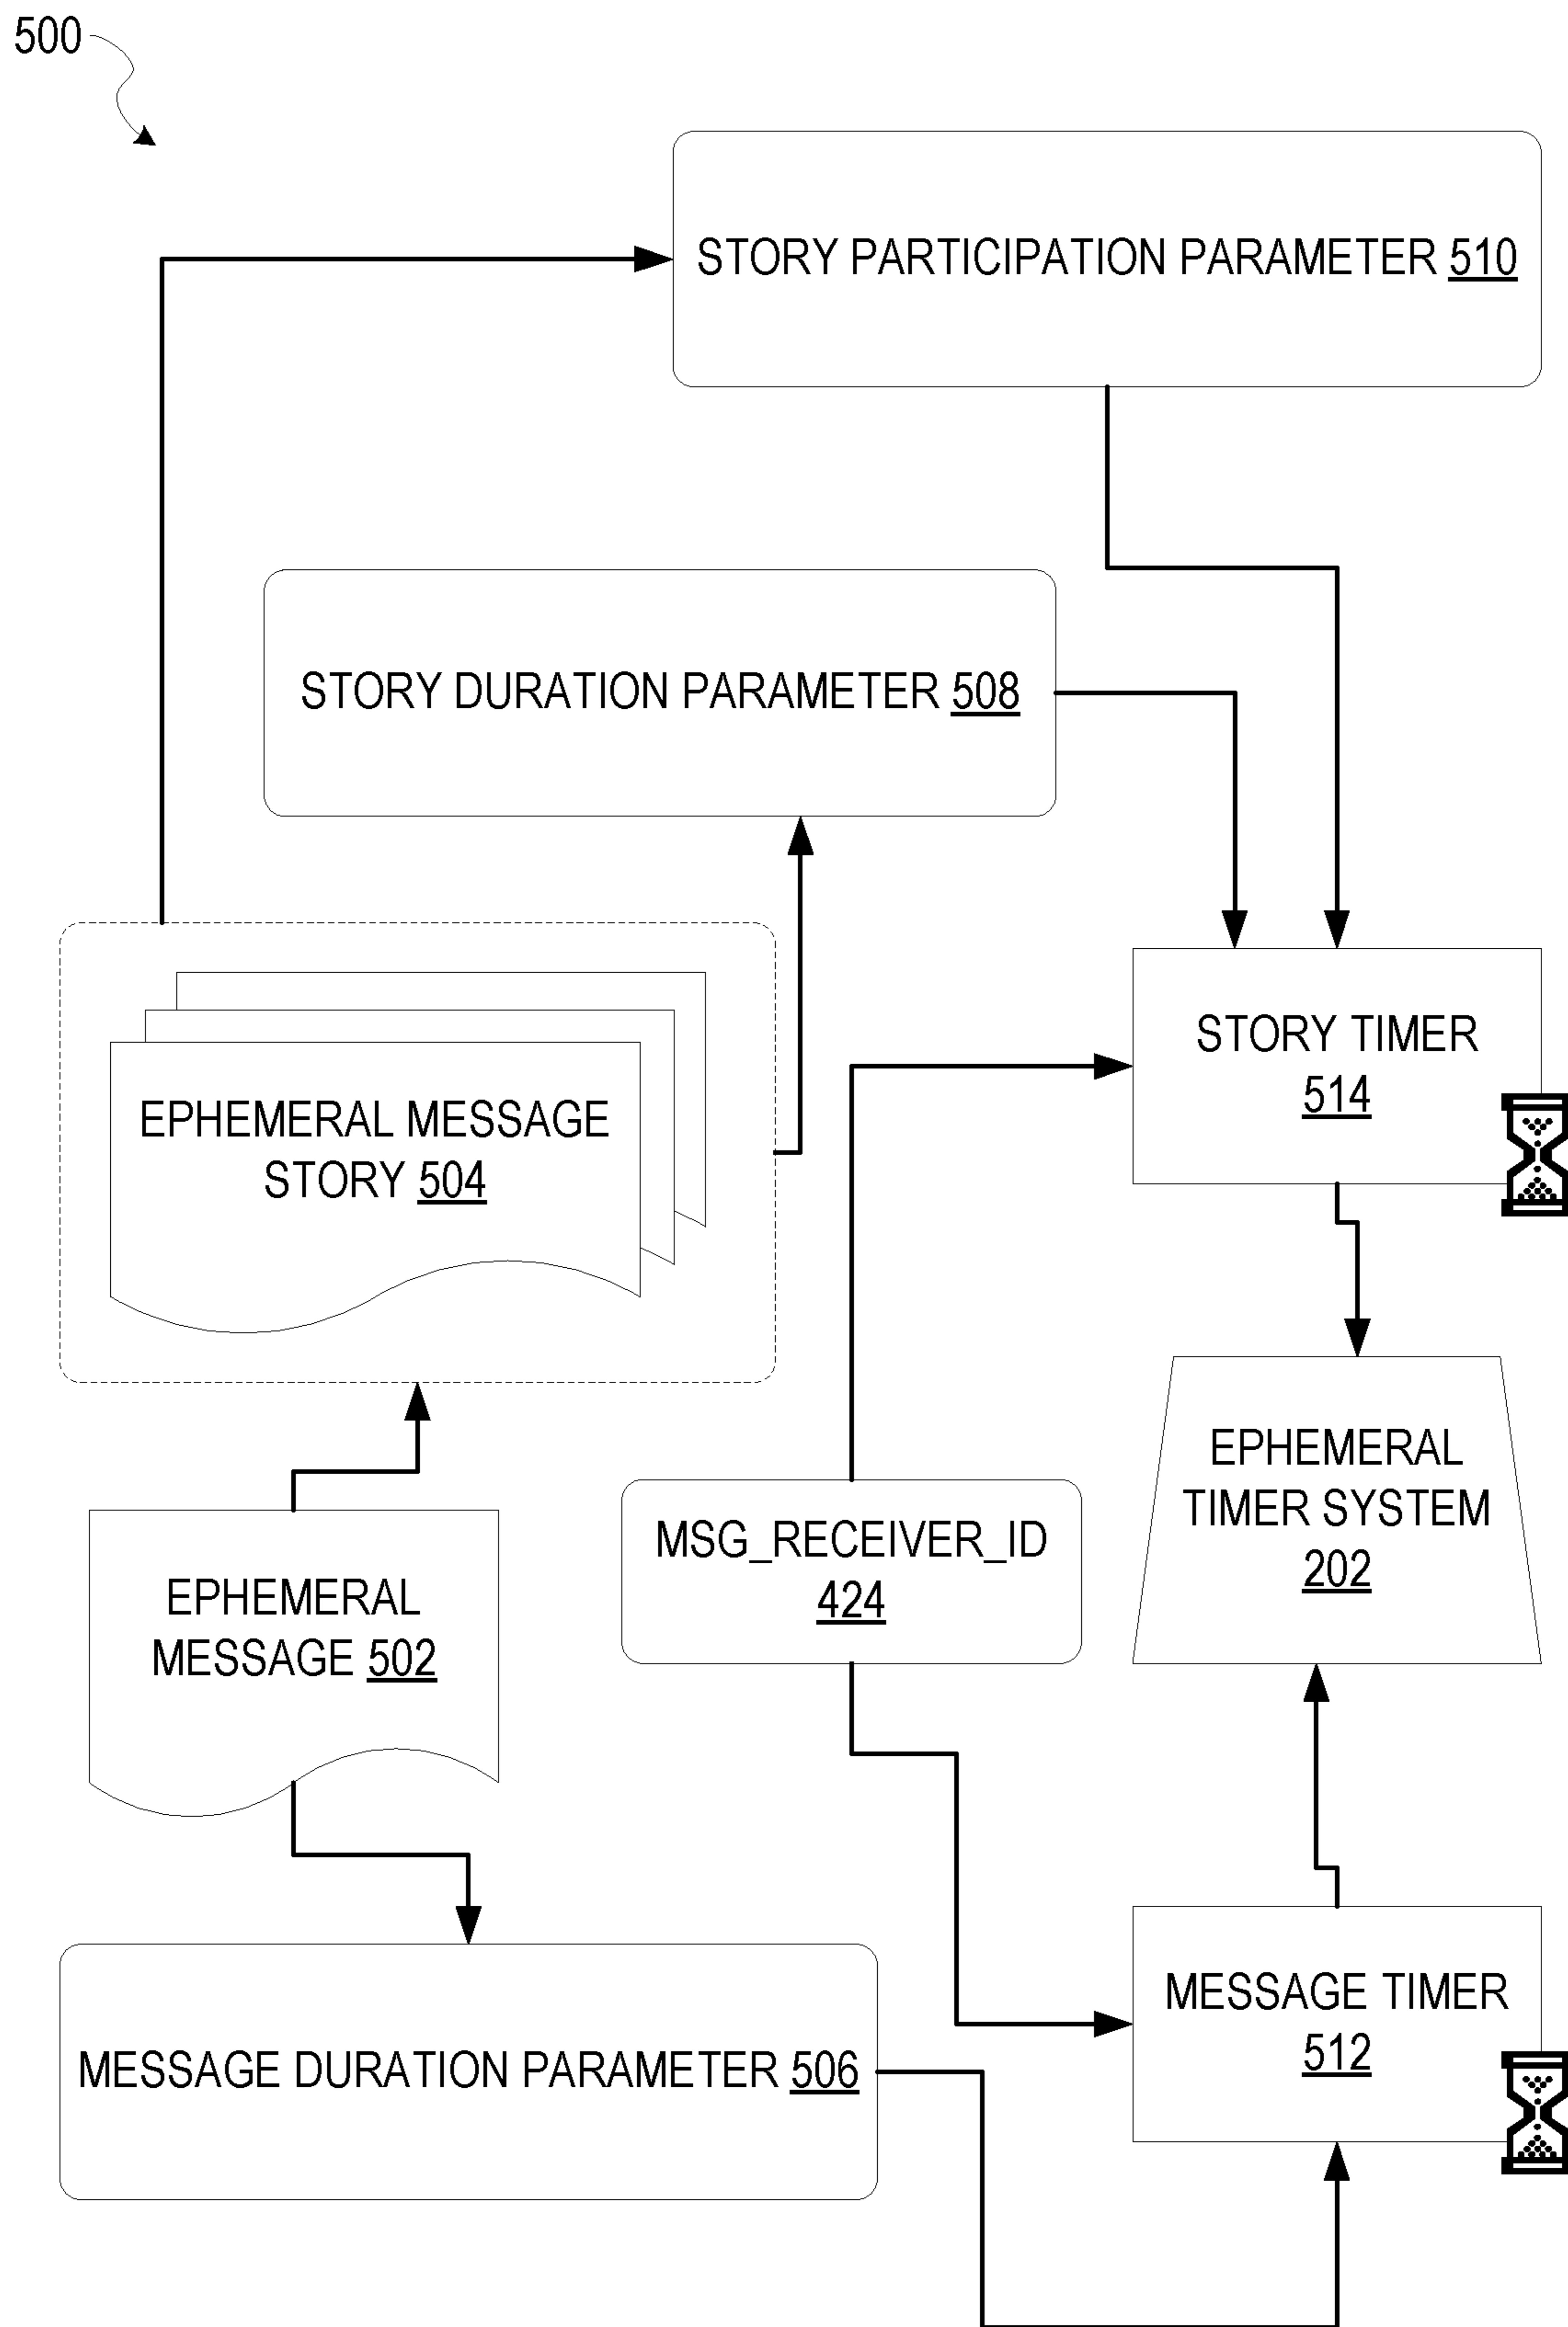 500
STORY PARTICIPATION PARAMETER 510
STORY DURATION PARAMETER 508
EPHEMERAL MESSAGE
STORY 504
STORY TIMER
514
EPHEMERAL
TIMER SYSTEM
202
MSG_RECEIVER_ID
424
EPHEMERAL
MESSAGE 502
MESSAGE TIMER
512
MESSAGE DURATION PARAMETER 506